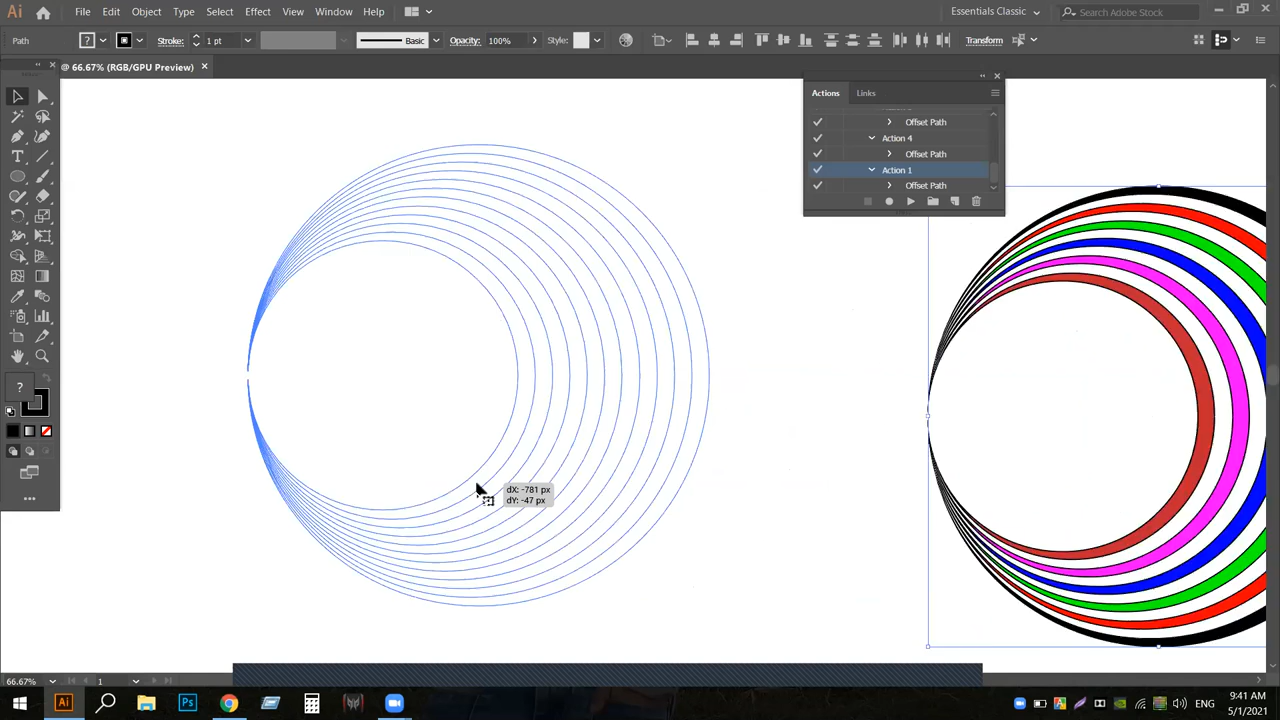 Ai File Edit Object Type Select Effect View Window Help Essentials Classic Search Adobe Stock
Path ? Stroke: 1 pt Basic Opacity: 100% Style: Transform
@ 66.67% (RGB/GPU Preview) ×
Actions Links
Offset Path
Action 4
Offset Path
Action 1
Offset Path
T
?
dX: -781 px
dY: -47 px
66.67% 1
Ai Ps ENG 9:41 AM
5/1/2021